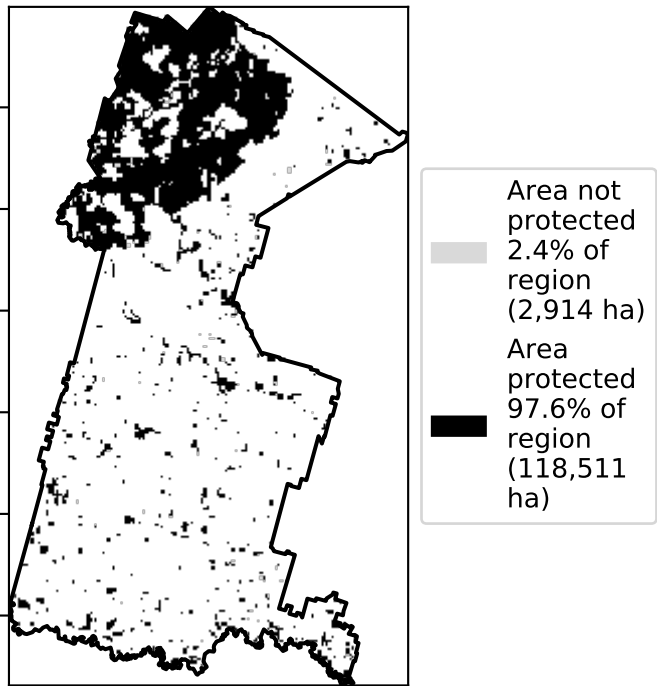 Area not
protected
2.4% of
region
(2,914 ha)
Area
protected
97.6% of
region
(118,511
ha)